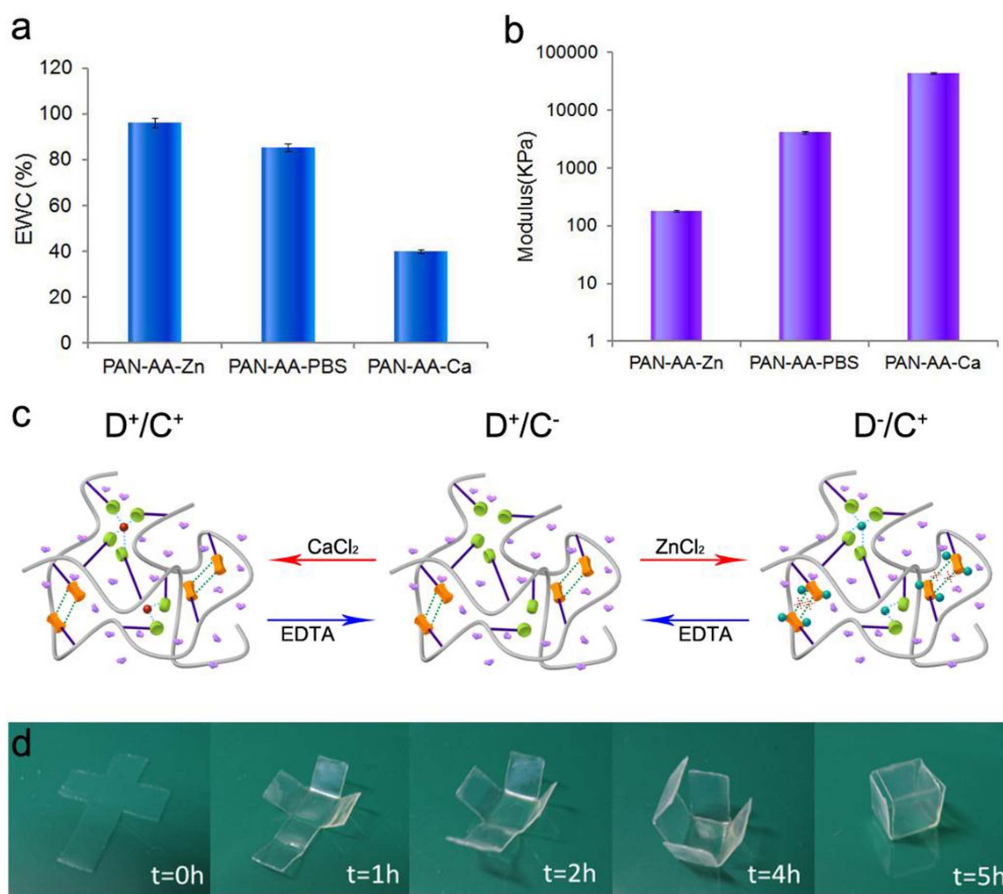 a
120
100
80
60
40
20
0
EWC (%)
PAN-AA-Zn PAN-AA-PBS PAN-AA-Ca
b
100000
10000
1000
100
10
1
Modulus(KPa)
PAN-AA-Zn PAN-AA-PBS PAN-AA-Ca
c
D⁺/C⁺ D⁺/C⁻ D⁻/C⁺
CaCl₂ ZnCl₂
EDTA EDTA
d
t=0h t=1h t=2h t=4h t=5h